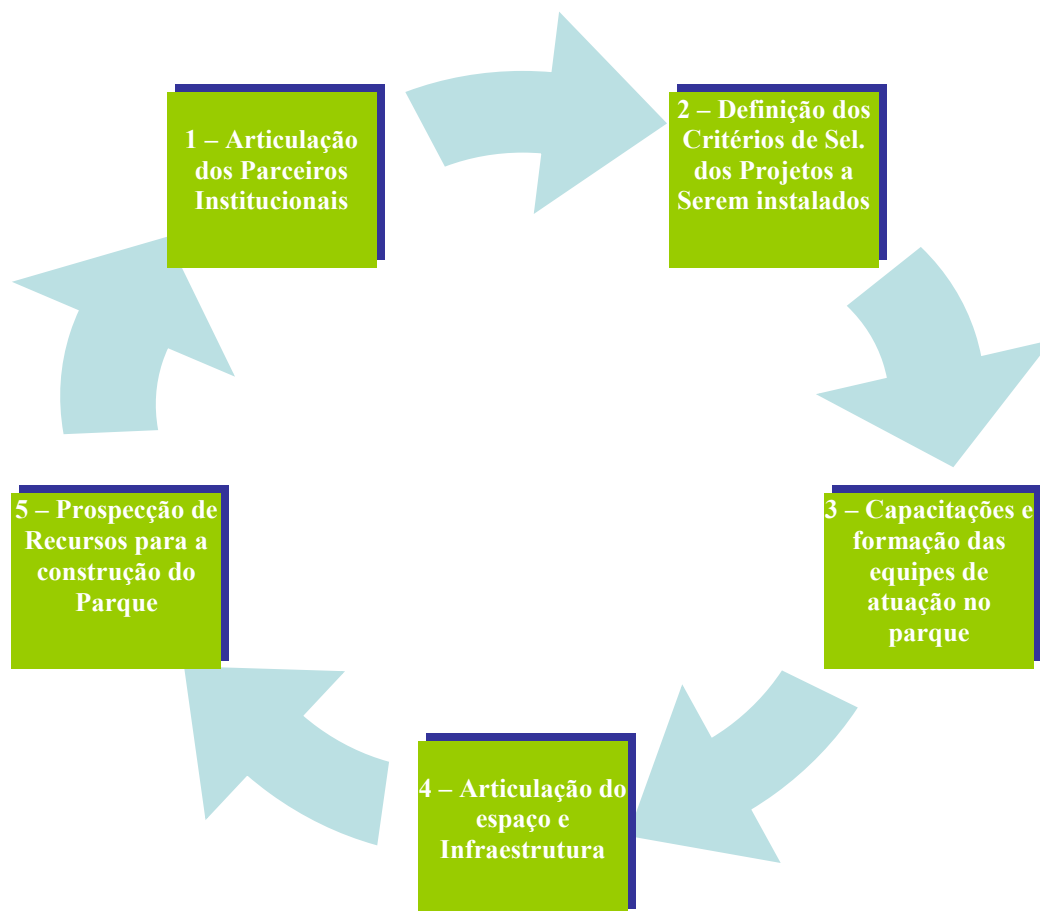 1 – Articulação
dos Parceiros
Institucionais
2 – Definição dos
Critérios de Sel.
dos Projetos a
Serem instalados
3 – Capacitações e
formação das
equipes de
atuação no
parque
4 – Articulação do
espaço e
Infraestrutura
5 – Prospecção de
Recursos para a
construção do
Parque